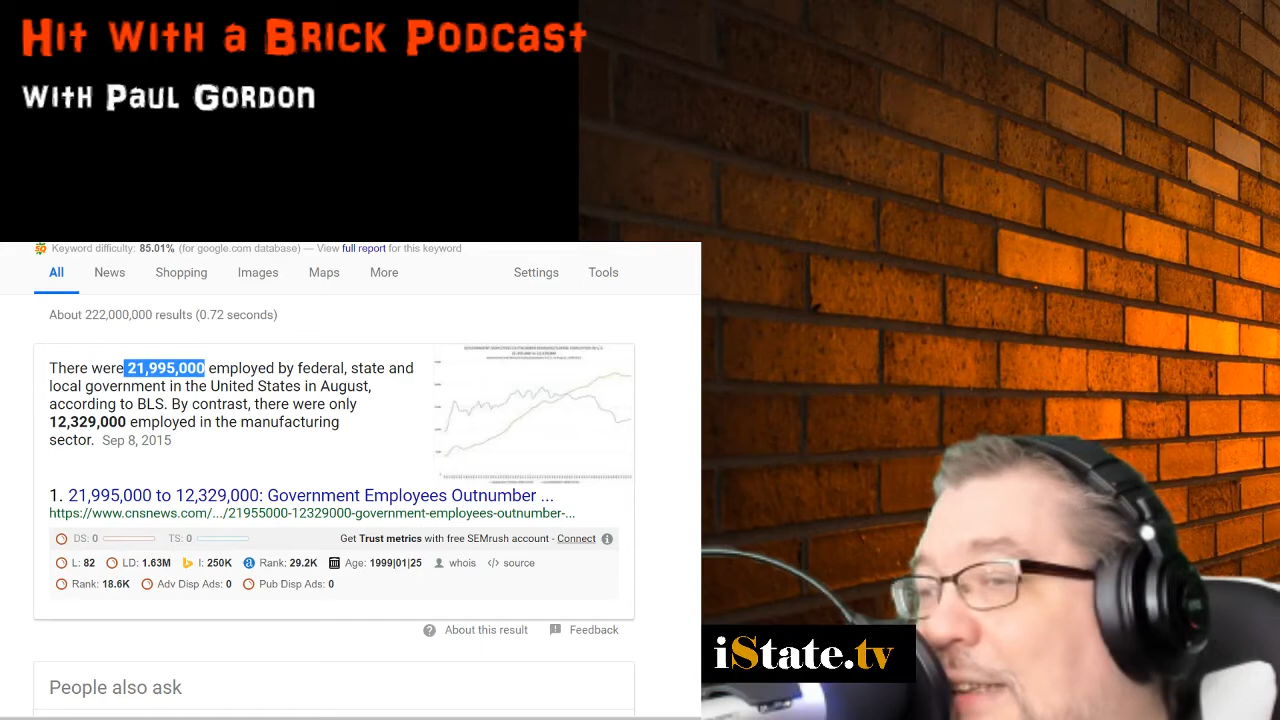 Hit with a Brick Podcast
with Paul Gordon
Keyword difficulty: 85.01% (for google.com database) — View full report for this keyword
All News Shopping Images Maps More Settings Tools
About 222,000,000 results (0.72 seconds)
There were 21,995,000 employed by federal, state and
local government in the United States in August,
according to BLS. By contrast, there were only
12,329,000 employed in the manufacturing
sector. Sep 8, 2015
1. 21,995,000 to 12,329,000: Government Employees Outnumber ...
https://www.cnsnews.com/.../21955000-12329000-government-employees-outnumber-...
DS: 0 TS: 0 Get Trust metrics with free SEMrush account - Connect
L: 82 LD: 1.63M I: 250K Rank: 29.2K Age: 1999|01|25 whois </> source
Rank: 18.6K Adv Disp Ads: 0 Pub Disp Ads: 0
About this result Feedback
People also ask
iState.tv